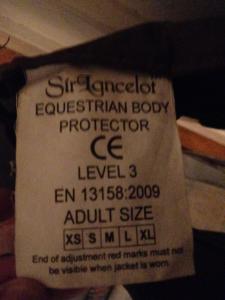 Sir Lancelot™
EQUESTRIAN BODY
PROTECTOR
CE
LEVEL 3
EN 13158:2009
ADULT SIZE
XS S M L XL
End of adjustment red marks must not
be visible when jacket is worn.